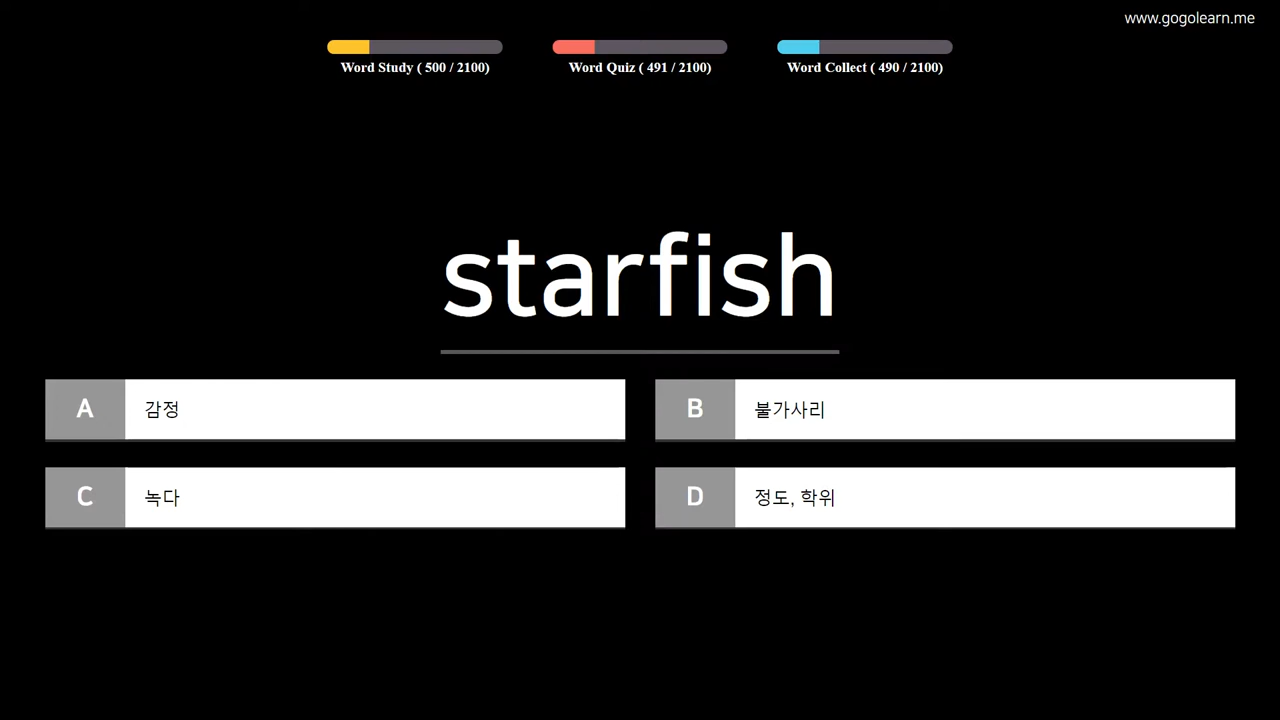 www.gogolearn.me
Word Study ( 500 / 2100)
Word Quiz ( 491 / 2100)
Word Collect ( 490 / 2100)
starfish
A 감정
B 불가사리
C 녹다
D 정도, 학위